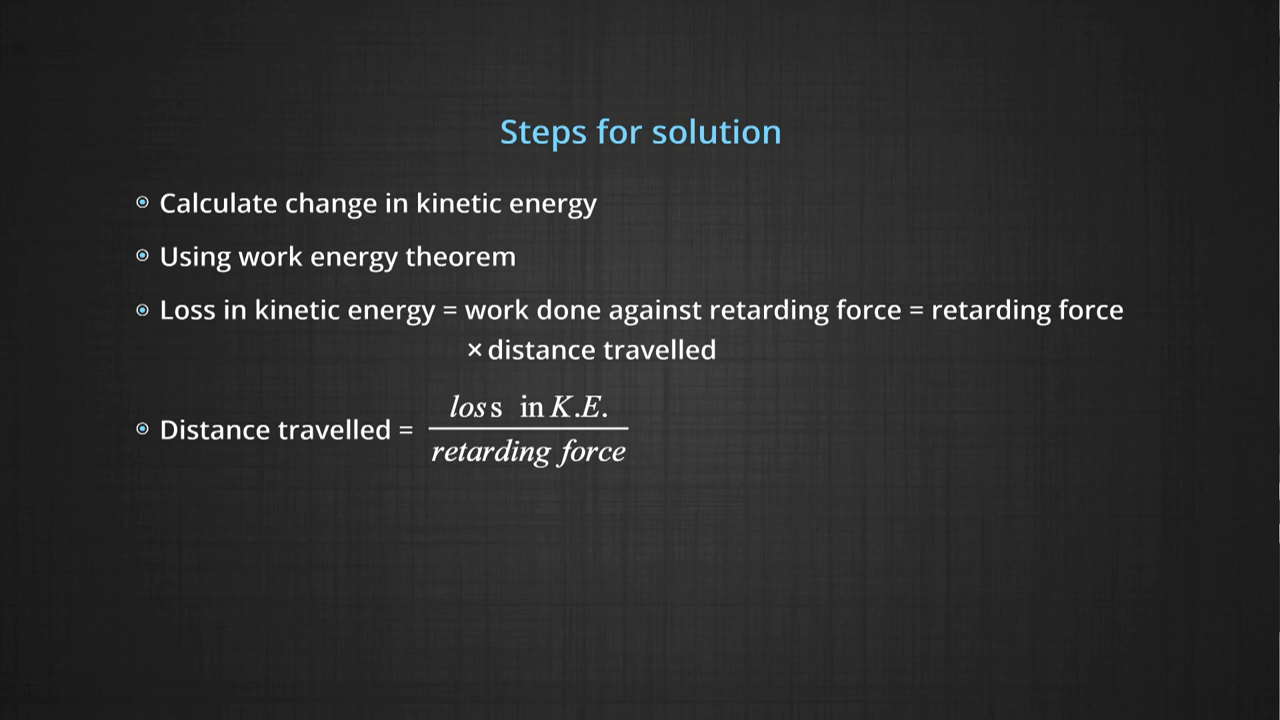 Steps for solution
Calculate change in kinetic energy
Using work energy theorem
Loss in kinetic energy = work done against retarding force = retarding force
× distance travelled
Distance travelled = loss in K.E. / retarding force